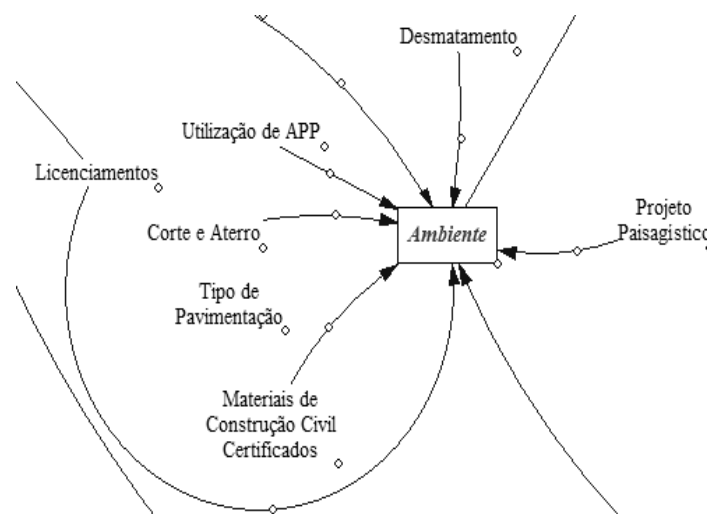 Desmatamento
Utilização de APP
Licenciamentos
Corte e Aterro
Ambiente
Projeto
Paisagístico
Tipo de
Pavimentação
Materiais de
Construção Civil
Certificados